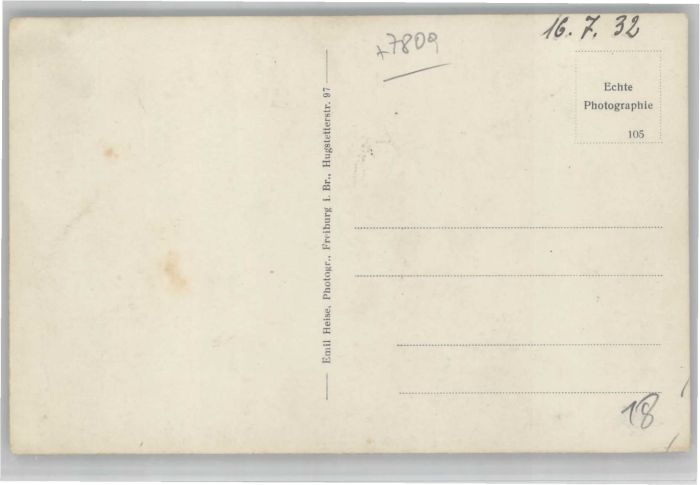 16. 7. 32
+7809
Echte
Photographie
105
Emil Heise, Photogr., Freiburg i. Br., Hugstetterstr. 97
18